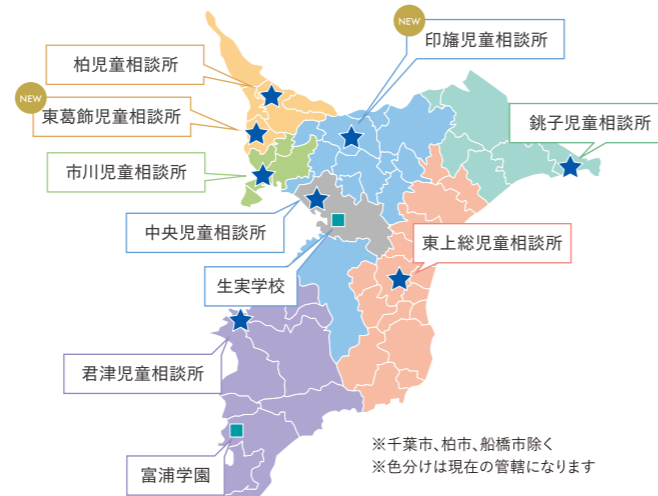 NEW
印旛児童相談所
柏児童相談所
NEW
東葛飾児童相談所
銚子児童相談所
市川児童相談所
中央児童相談所
東上総児童相談所
生実学校
君津児童相談所
富浦学園
※千葉市、柏市、船橋市除く
※色分けは現在の管轄になります